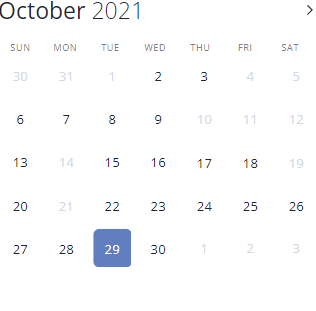 October 2021 >
SUN MON TUE WED THU FRI SAT
30 31 1 2 3 4 5
6 7 8 9 10 11 12
13 14 15 16 17 18 19
20 21 22 23 24 25 26
27 28 29 30 1 2 3